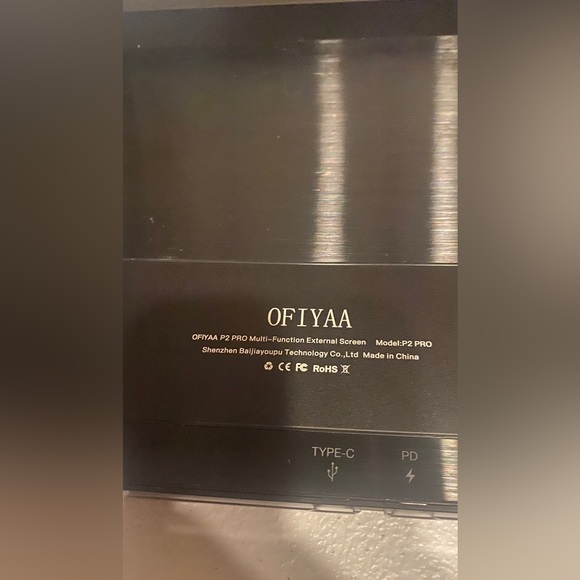 OFIYAA
OFIYAA P2 PRO Multi-Function External Screen Model:P2 PRO
Shenzhen Baijiayoupu Technology Co.,Ltd Made in China
CE FC RoHS
TYPE-C PD